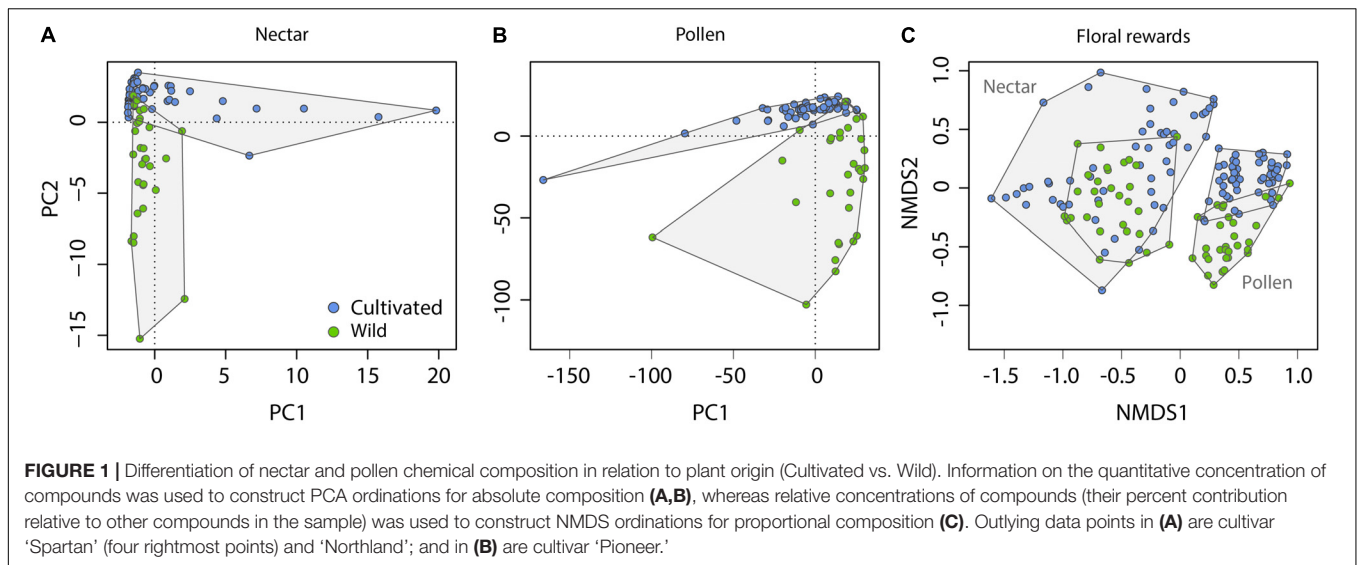 A
Nectar
PC2
0
−5
−10
−15
0
5
10
15
20
PC1
Cultivated
Wild
B
Pollen
0
-50
-100
-150
-100
-50
0
PC1
C
Floral rewards
Nectar
Pollen
NMDS2
1.0
0.5
0
-0.5
-1.0
-1.5
-1.0
-0.5
0
0.5
1.0
NMDS1
FIGURE 1 | Differentiation of nectar and pollen chemical composition in relation to plant origin (Cultivated vs. Wild). Information on the quantitative concentration of
compounds was used to construct PCA ordinations for absolute composition (A,B), whereas relative concentrations of compounds (their percent contribution
relative to other compounds in the sample) was used to construct NMDS ordinations for proportional composition (C). Outlying data points in (A) are cultivar
‘Spartan’ (four rightmost points) and ‘Northland’; and in (B) are cultivar ‘Pioneer.’